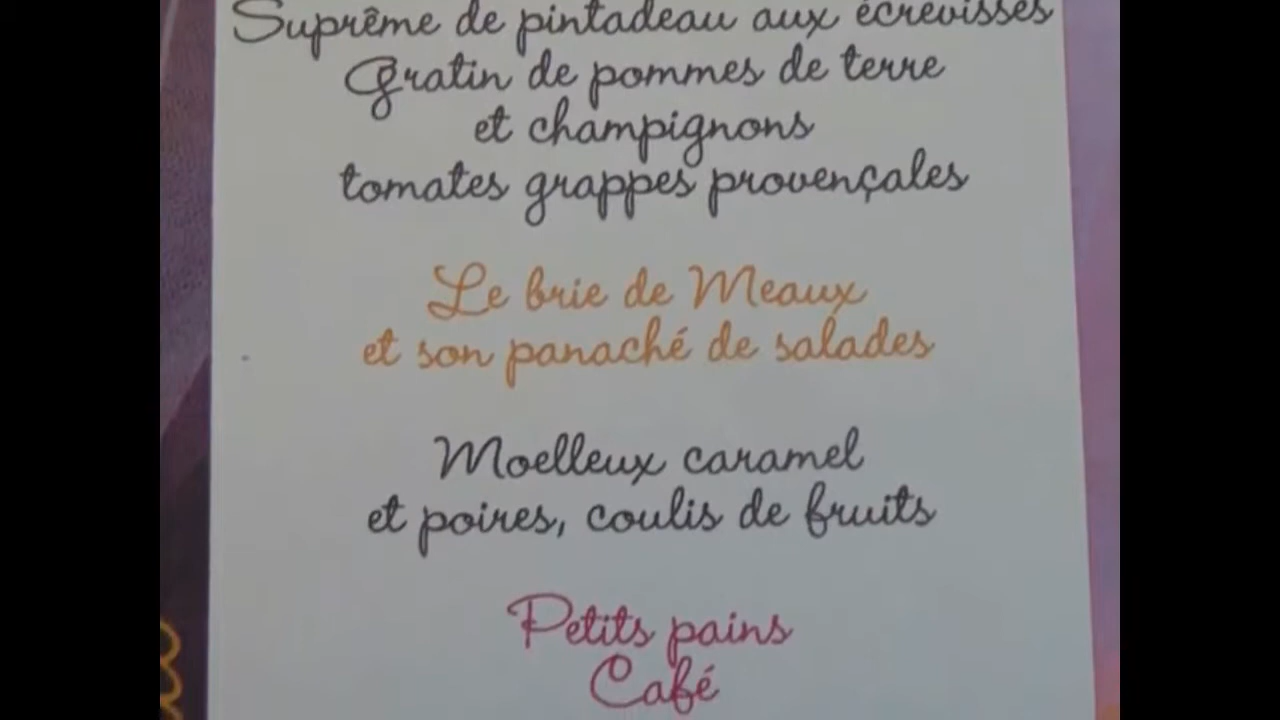 Suprême de pintadeau aux écrevisses
Gratin de pommes de terre
et champignons
tomates grappes provençales
Le brie de Meaux
et son panaché de salades
Moelleux caramel
et poires, coulis de fruits
Petits pains
Café